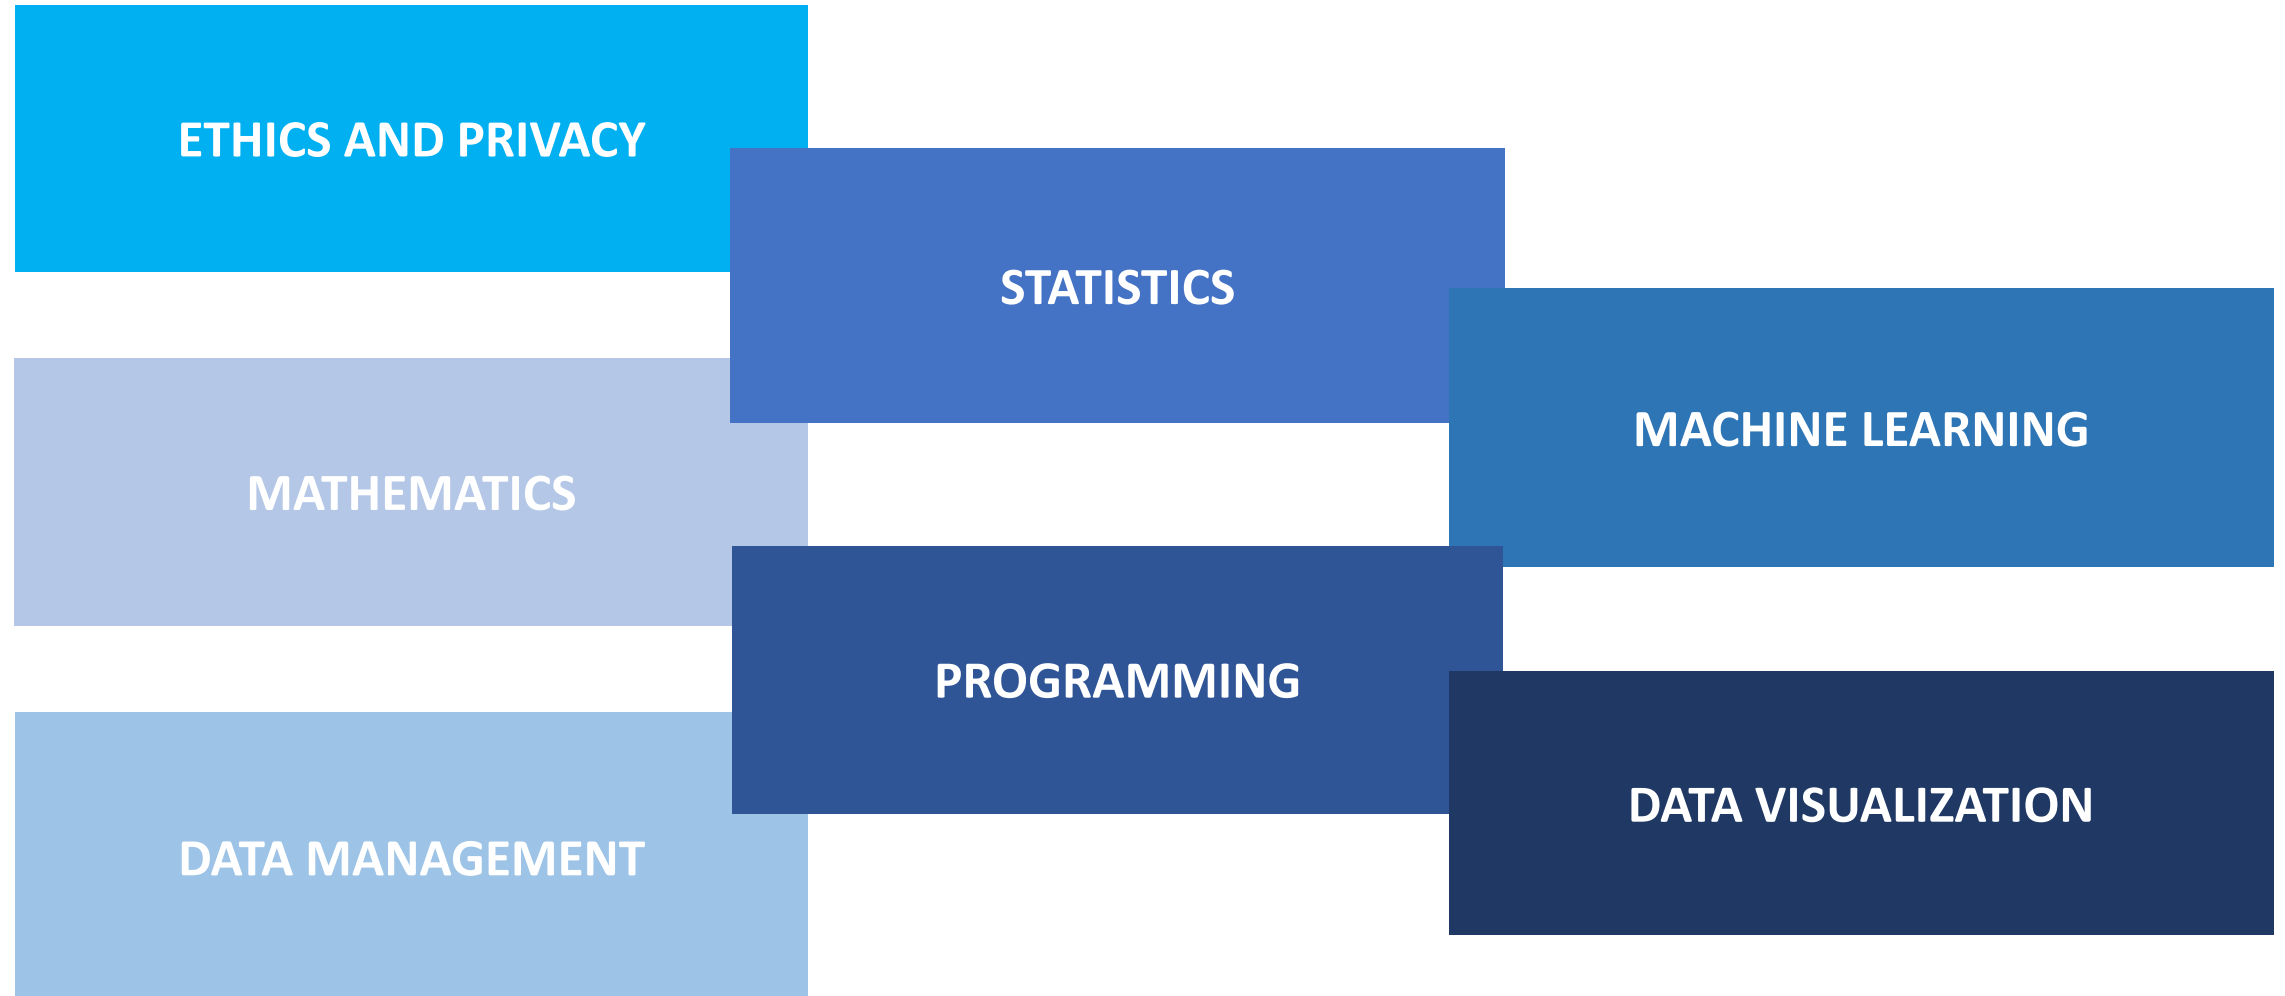 ETHICS AND PRIVACY
STATISTICS
MACHINE LEARNING
MATHEMATICS
PROGRAMMING
DATA VISUALIZATION
DATA MANAGEMENT